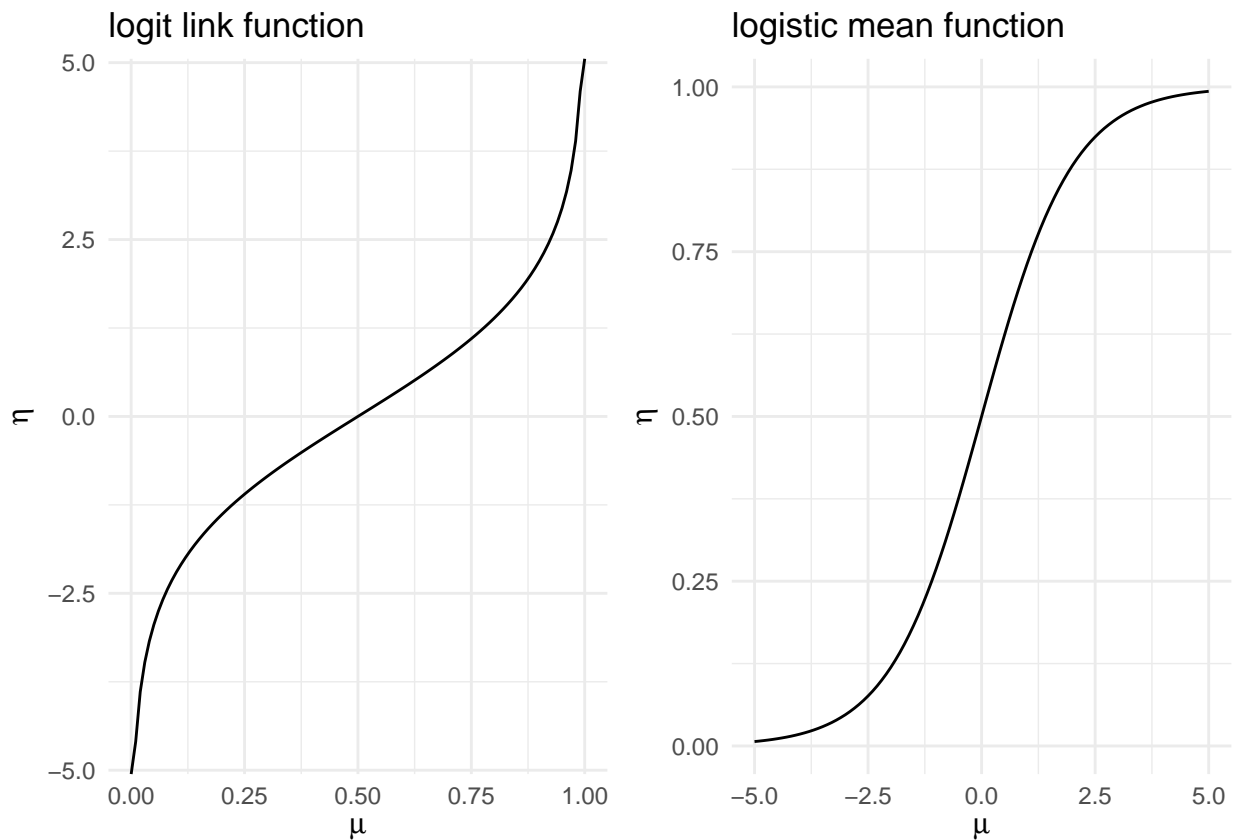 logit link function
5.0
2.5
0.0
−2.5
−5.0
η
0.00 0.25 0.50 0.75 1.00
μ
logistic mean function
1.00
0.75
0.50
0.25
0.00
η
−5.0 −2.5 0.0 2.5 5.0
μ